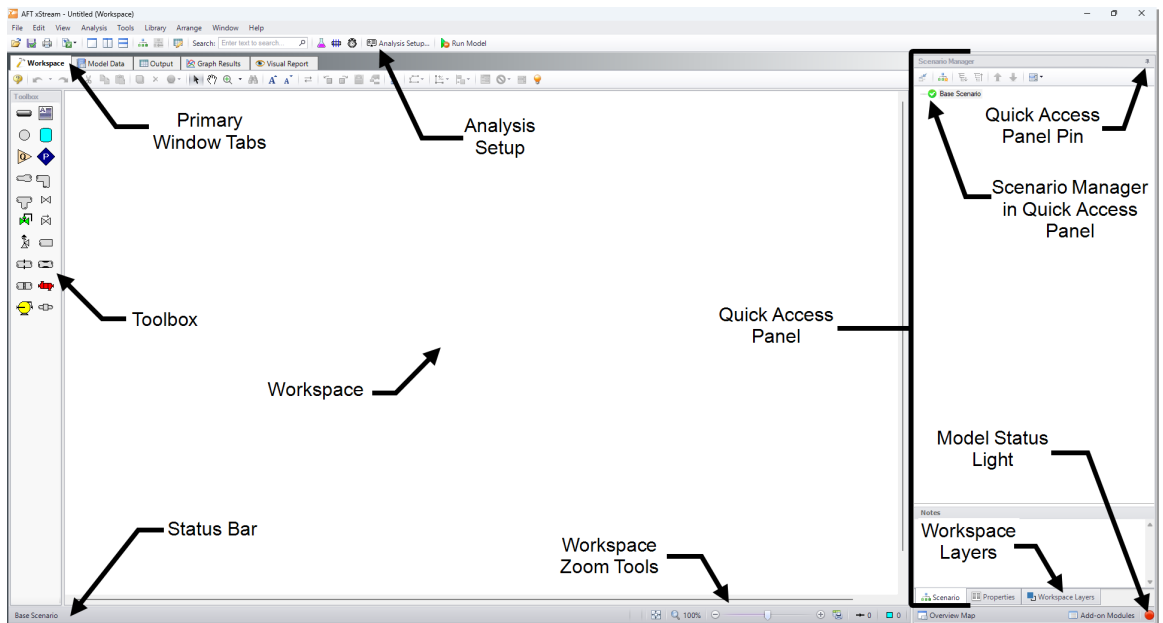 AFT xStream - Untitled (Workspace)
File Edit View Analysis Tools Library Arrange Window Help
Search: Enter text to search... Analysis Setup... Run Model
Workspace Model Data Output Graph Results Visual Report
Scenario Manager
Toolbox
Base Scenario
Primary
Window Tabs
Analysis
Setup
Quick Access
Panel Pin
Scenario Manager
in Quick Access
Panel
Toolbox
Quick Access
Panel
Workspace
Model Status
Light
Notes
Status Bar
Workspace
Layers
Workspace
Zoom Tools
Scenario Properties Workspace Layers
Base Scenario 100% 0 0 Overview Map Add-on Modules